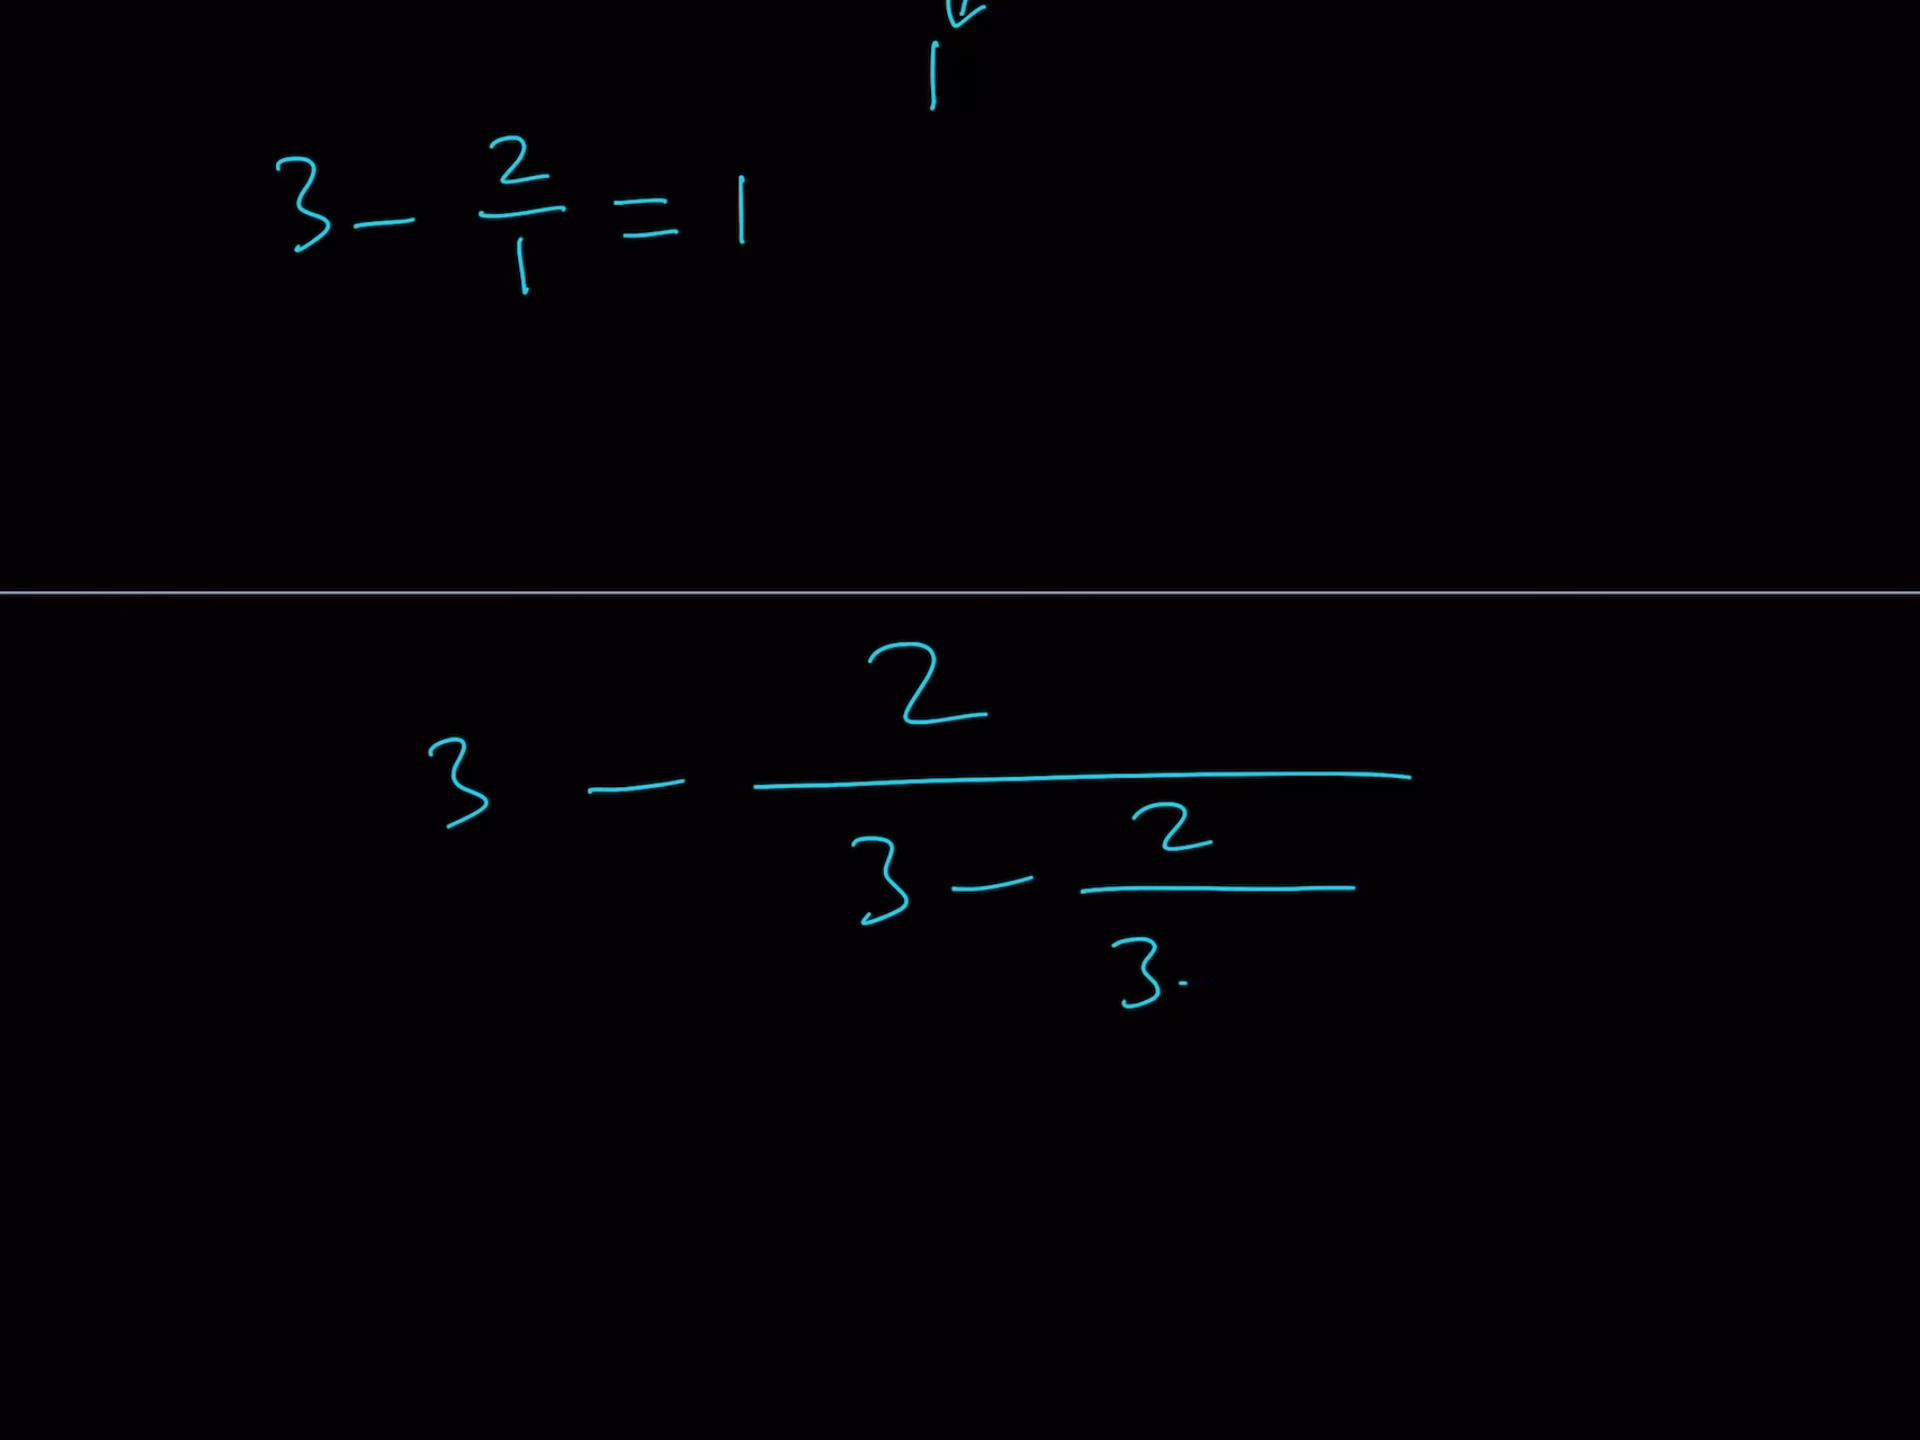 1
3 - 2/1 = 1
3 - 2/(3 - 2/(3 -